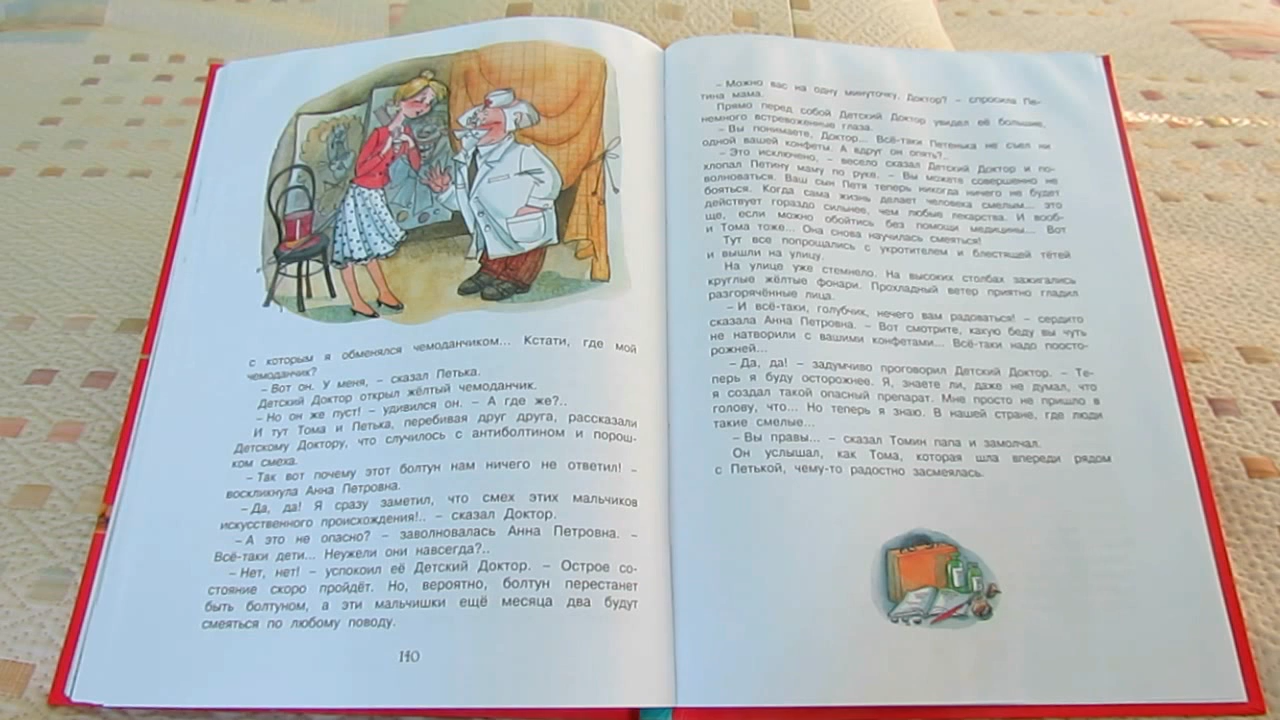 с которым я обменялся чемоданчиком... Кстати, где мой
чемоданчик?
– Вот он. У меня, – сказал Петька.
Детский Доктор открыл жёлтый чемоданчик.
– Но он же пуст! – удивился он. – А где же?..
И тут Тома и Петька, перебивая друг друга, рассказали
Детскому Доктору, что случилось с антиболтином и порош-
ком смеха.
– Так вот почему этот болтун нам ничего не ответил! –
воскликнула Анна Петровна.
– Да, да! Я сразу заметил, что смех этих мальчиков
искусственного происхождения!.. – сказал Доктор.
– А это не опасно? – заволновалась Анна Петровна. –
Всё-таки дети... Неужели они навсегда?..
– Нет, нет! – успокоил её Детский Доктор. – Острое со-
стояние скоро пройдёт. Но, вероятно, болтун перестанет
быть болтуном, а эти мальчишки ещё месяца два будут
смеяться по любому поводу.
140
– Можно вас на одну минуточку, Доктор? – спросила Пе-
тина мама.
Прямо перед собой Детский Доктор увидел её большие,
немного встревоженные глаза.
– Вы понимаете, Доктор... Всё-таки Петенька не съел ни
одной вашей конфеты. А вдруг он опять?..
– Это исключено, – весело сказал Детский Доктор и по-
хлопал Петину маму по руке. – Вы можете совершенно не
волноваться. Ваш сын Петя теперь никогда ничего не будет
бояться. Когда сама жизнь делает человека смелым... это
действует гораздо сильнее, чем любые лекарства. И вооб-
ще, если можно обойтись без помощи медицины... Вот
и Тома тоже... Она снова научилась смеяться!
Тут все попрощались с укротителем и блестящей тётей
и вышли на улицу.
На улице уже стемнело. На высоких столбах зажигались
круглые жёлтые фонари. Прохладный ветер приятно гладил
разгорячённые лица.
– И всё-таки, голубчик, нечего вам радоваться! – сердито
сказала Анна Петровна. – Вот смотрите, какую беду вы чуть
не натворили с вашими конфетами... Всё-таки надо поосто-
рожней...
– Да, да! – задумчиво проговорил Детский Доктор. – Те-
перь я буду осторожнее. Я, знаете ли, даже не думал, что
я создал такой опасный препарат. Мне просто не пришло в
голову, что... Но теперь я знаю. В нашей стране, где люди
такие смелые...
– Вы правы... – сказал Томин папа и замолчал.
Он услышал, как Тома, которая шла впереди рядом
с Петькой, чему-то радостно засмеялась.